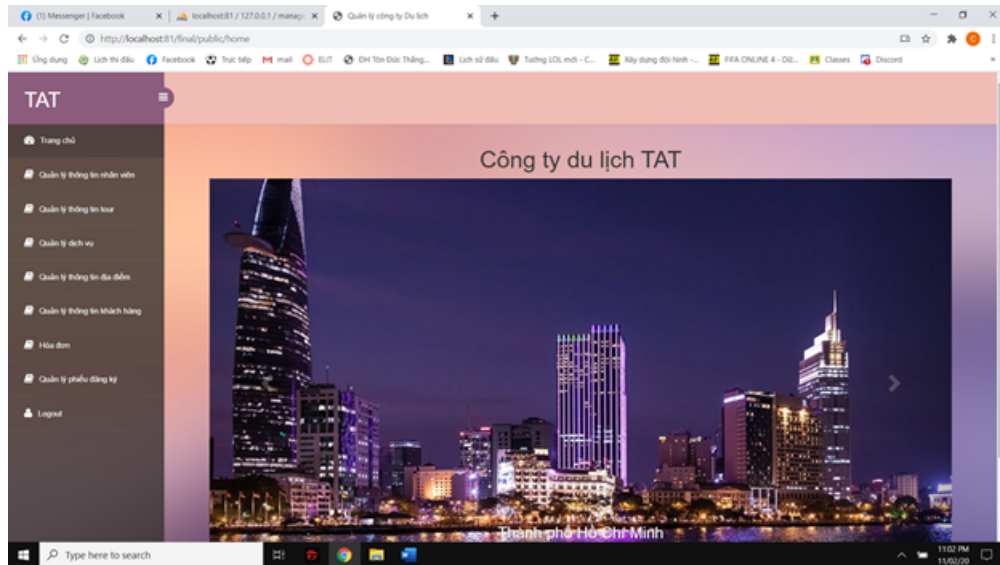 (1) Messenger | Facebook
localhost:81 / 127.0.0.1 / manage
Quản lý công ty Du lịch
http://localhost:81/final/public/home
Ứng dụng
Lịch thi đấu
Facebook
Trực tiếp
mail
ELIT
ĐH Tôn Đức Thắng...
Lịch sử đấu
Tướng LOL mới - C...
Xây dựng đội hình -...
FIFA ONLINE 4 - Dữ...
Classes
Discord
TAT
Trang chủ
Công ty du lịch TAT
Quản lý thông tin nhân viên
Quản lý thông tin tour
Quản lý dịch vụ
Quản lý thông tin địa điểm
Quản lý thông tin khách hàng
Hóa đơn
Quản lý phiếu đăng ký
Logout
Thành phố Hồ Chí Minh
Type here to search
11:02 PM
11/02/20